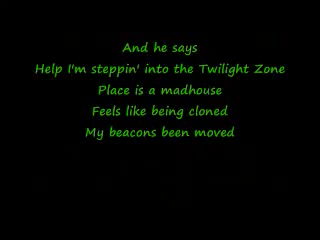 And he says
Help I'm steppin' into the Twilight Zone
Place is a madhouse
Feels like being cloned
My beacons been moved